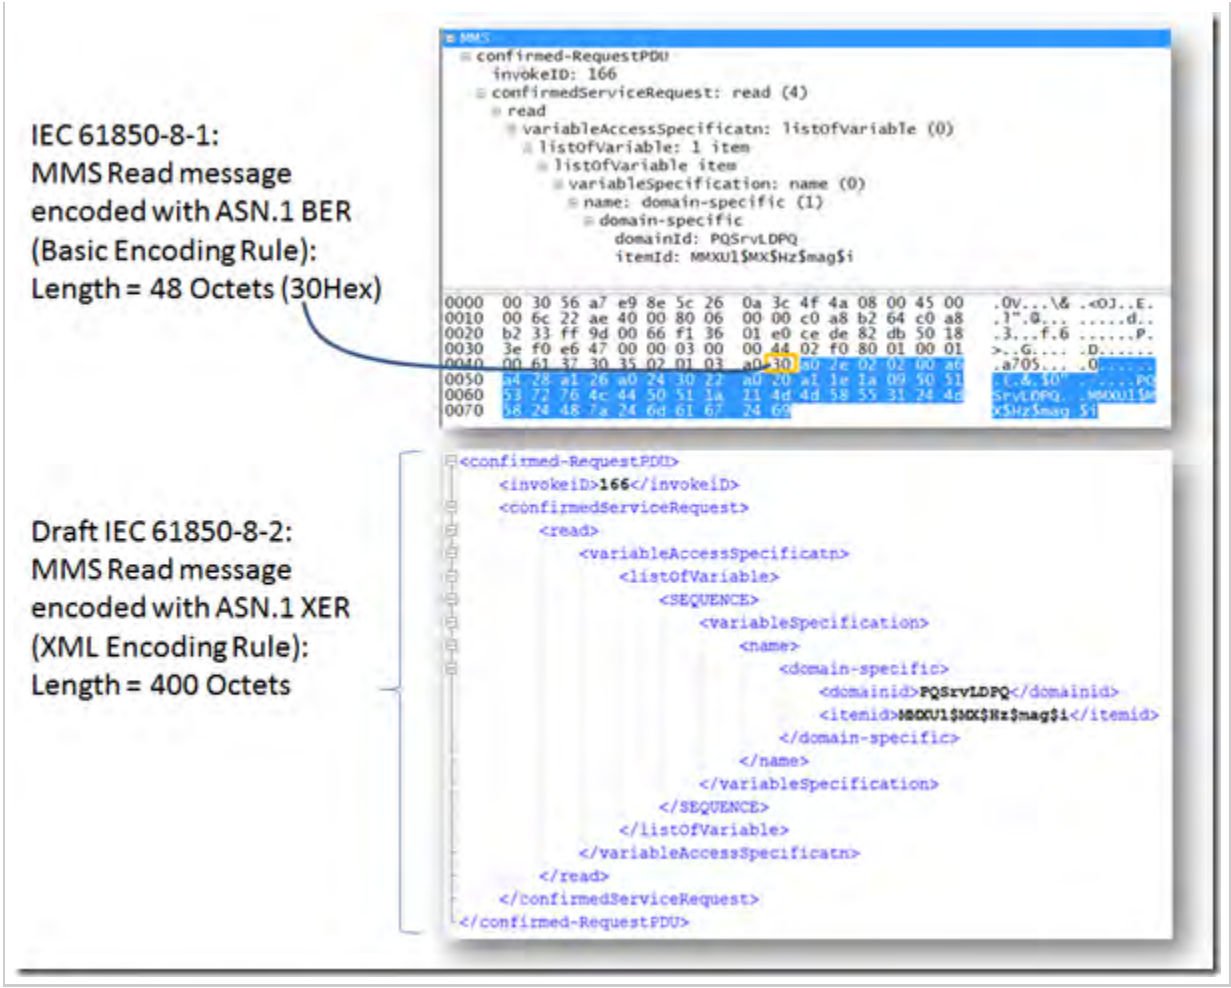 MMS
confirmed-RequestPDU
invokeID: 166
confirmedServiceRequest: read (4)
read
variableAccessSpecificatn: listOfVariable (0)
listOfVariable: 1 item
listOfVariable item
variableSpecification: name (0)
name: domain-specific (1)
domain-specific
domainId: PQSrvLDPQ
itemId: MMXU1$MX$Hz$mag$i
IEC 61850-8-1:
MMS Read message
encoded with ASN.1 BER
(Basic Encoding Rule):
Length = 48 Octets (30Hex)
0000 00 30 56 a7 e9 8e 5c 26 0a 3c 4f 4a 08 00 45 00 .0V...\& .<OJ..E.
0010 00 6c 22 ae 40 00 80 06 00 00 c0 a8 b2 64 c0 a8 .l".@... .....d..
0020 b2 33 ff 9d 00 66 f1 36 01 e0 ce de 82 db 50 18 .3...f.6 ......P.
0030 3e f0 e6 47 00 00 03 00 00 44 02 f0 80 01 00 01 >..G.... .D......
0040 00 61 37 30 35 02 01 03 a0 30 a0 2e 02 02 00 a6 .a705... .0......
0050 a4 28 a1 26 a0 24 30 22 a0 20 a1 1e 1a 09 50 51 .(.&.$0" . ....PQ
0060 53 72 76 4c 44 50 51 1a 11 4d 4d 58 55 31 24 4d SrvLDPQ. .MMXU1$M
0070 58 24 48 7a 24 6d 61 67 24 69 X$Hz$mag $i
Draft IEC 61850-8-2:
MMS Read message
encoded with ASN.1 XER
(XML Encoding Rule):
Length = 400 Octets
<confirmed-RequestPDU>
<invokeID>166</invokeID>
<confirmedServiceRequest>
<read>
<variableAccessSpecificatn>
<listOfVariable>
<SEQUENCE>
<variableSpecification>
<name>
<domain-specific>
<domainid>PQSrvLDPQ</domainid>
<itemid>MMXU1$MX$Hz$mag$i</itemid>
</domain-specific>
</name>
</variableSpecification>
</SEQUENCE>
</listOfVariable>
</variableAccessSpecificatn>
</read>
</confirmedServiceRequest>
</confirmed-RequestPDU>